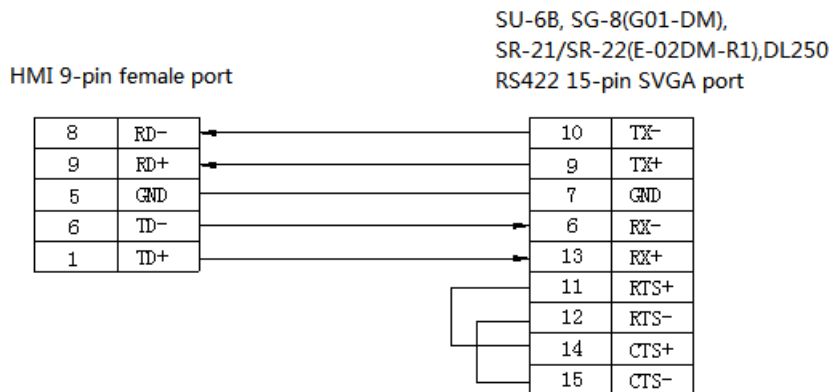 SU-6B, SG-8(G01-DM),
SR-21/SR-22(E-02DM-R1),DL250
RS422 15-pin SVGA port
HMI 9-pin female port
8 RD- 10 TX-
9 RD+ 9 TX+
5 GND 7 GND
6 TD- 6 RX-
1 TD+ 13 RX+
11 RTS+
12 RTS-
14 CTS+
15 CTS-